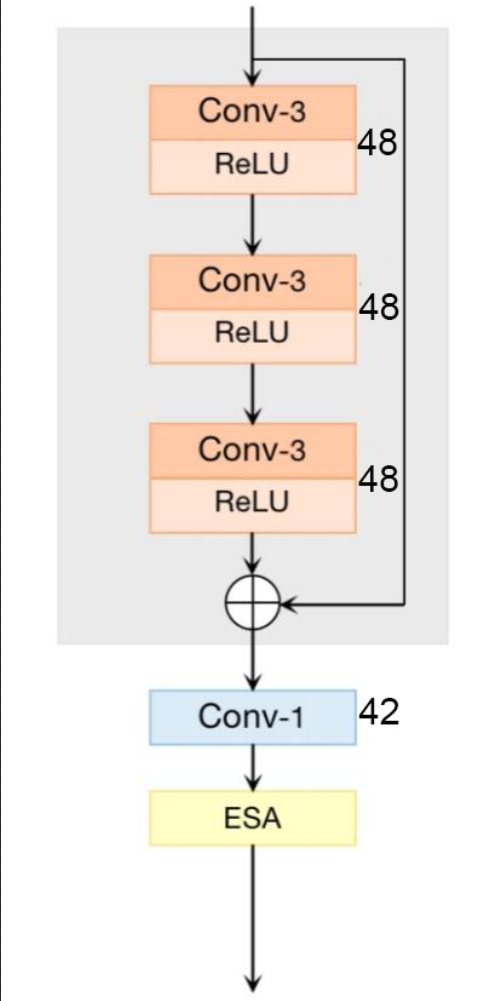 Conv-3
48
ReLU
Conv-3
48
ReLU
Conv-3
48
ReLU
Conv-1
42
ESA